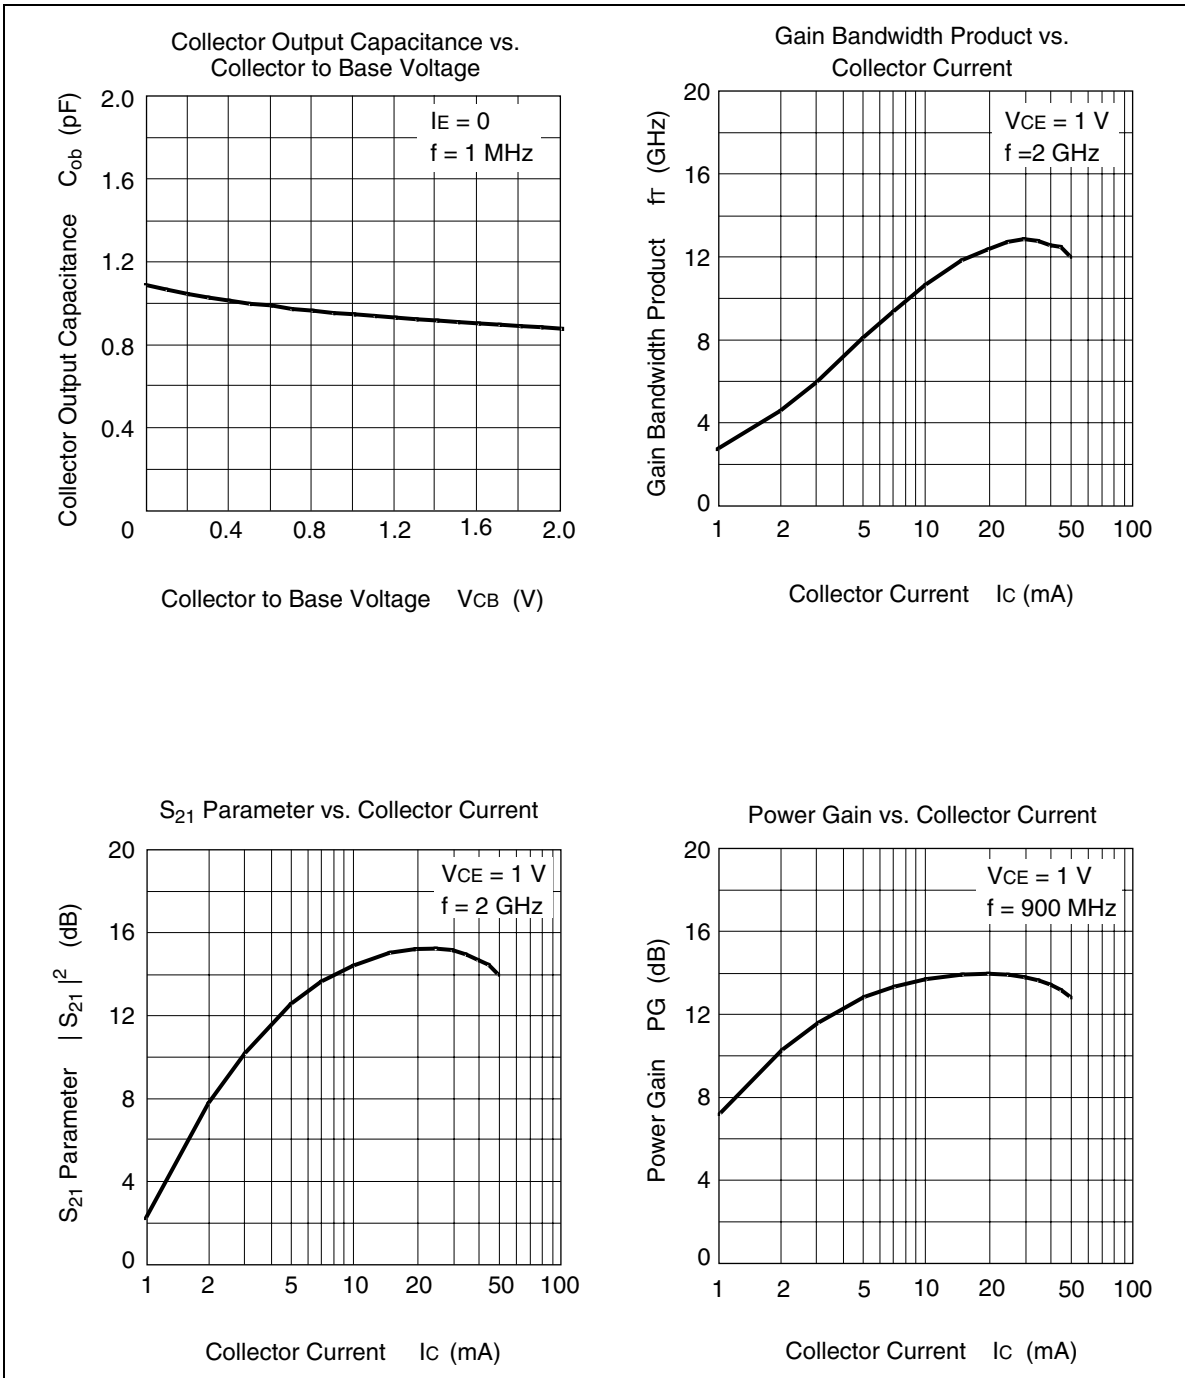 Collector Output Capacitance vs.
Collector to Base Voltage
Collector Output Capacitance Cob (pF)
2.0
1.6
1.2
0.8
0.4
0
IE = 0
f = 1 MHz
0.4 0.8 1.2 1.6 2.0
Collector to Base Voltage VCB (V)
Gain Bandwidth Product vs.
Collector Current
Gain Bandwidth Product fT (GHz)
20
16
12
8
4
0
VCE = 1 V
f =2 GHz
1 2 5 10 20 50 100
Collector Current IC (mA)
S21 Parameter vs. Collector Current
S21 Parameter | S21 |² (dB)
20
16
12
8
4
0
VCE = 1 V
f = 2 GHz
1 2 5 10 20 50 100
Collector Current IC (mA)
Power Gain vs. Collector Current
Power Gain PG (dB)
20
16
12
8
4
0
VCE = 1 V
f = 900 MHz
1 2 5 10 20 50 100
Collector Current IC (mA)